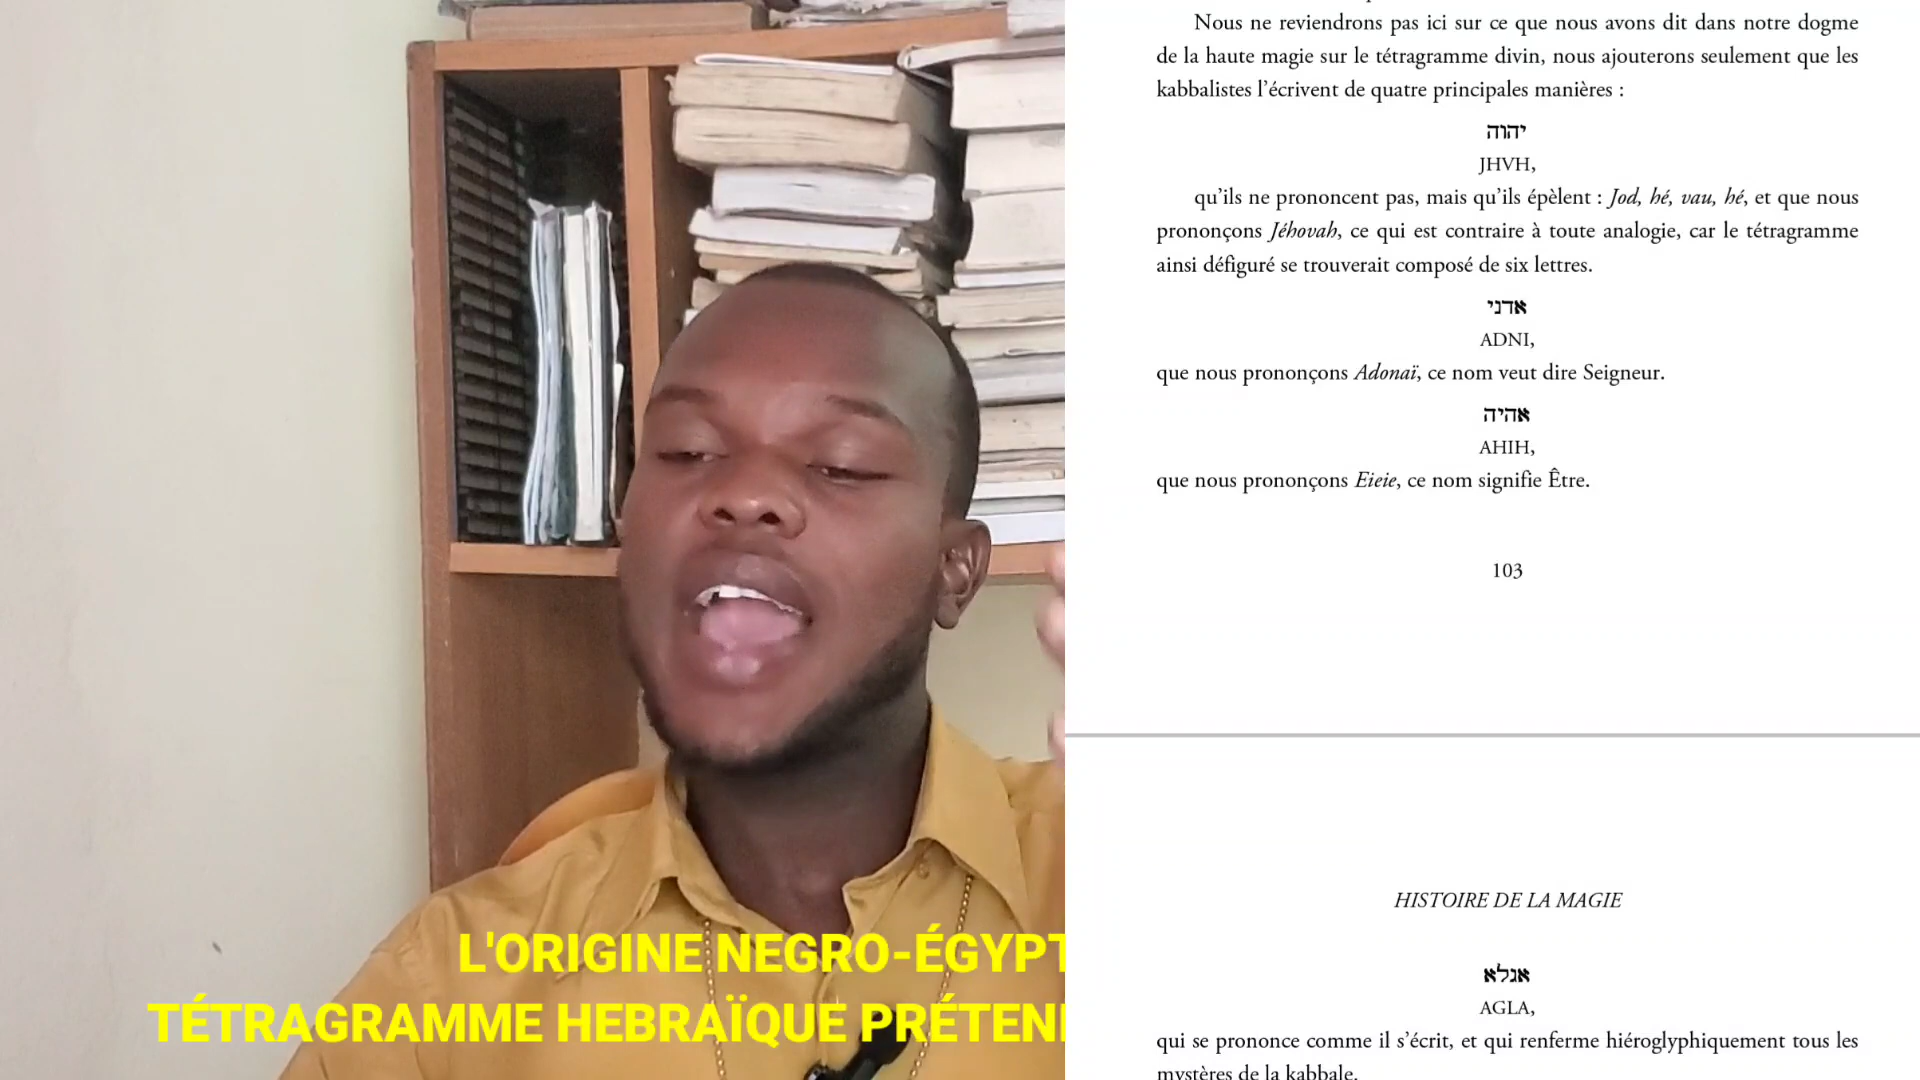 Nous ne reviendrons pas ici sur ce que nous avons dit dans notre dogme
de la haute magie sur le tétragramme divin, nous ajouterons seulement que les
kabbalistes l'écrivent de quatre principales manières :
יהוה
JHVH,
qu'ils ne prononcent pas, mais qu'ils épèlent : Jod, hé, vau, hé, et que nous
prononçons Jéhovah, ce qui est contraire à toute analogie, car le tétragramme
ainsi défiguré se trouverait composé de six lettres.
אדני
ADNI,
que nous prononçons Adonaï, ce nom veut dire Seigneur.
אהיה
AHIH,
que nous prononçons Eieie, ce nom signifie Être.
103
HISTOIRE DE LA MAGIE
אגלא
AGLA,
qui se prononce comme il s'écrit, et qui renferme hiéroglyphiquement tous les
mystères de la kabbale.
L'ORIGINE NEGRO-ÉGYPT
TÉTRAGRAMME HEBRAÏQUE PRÉTEN